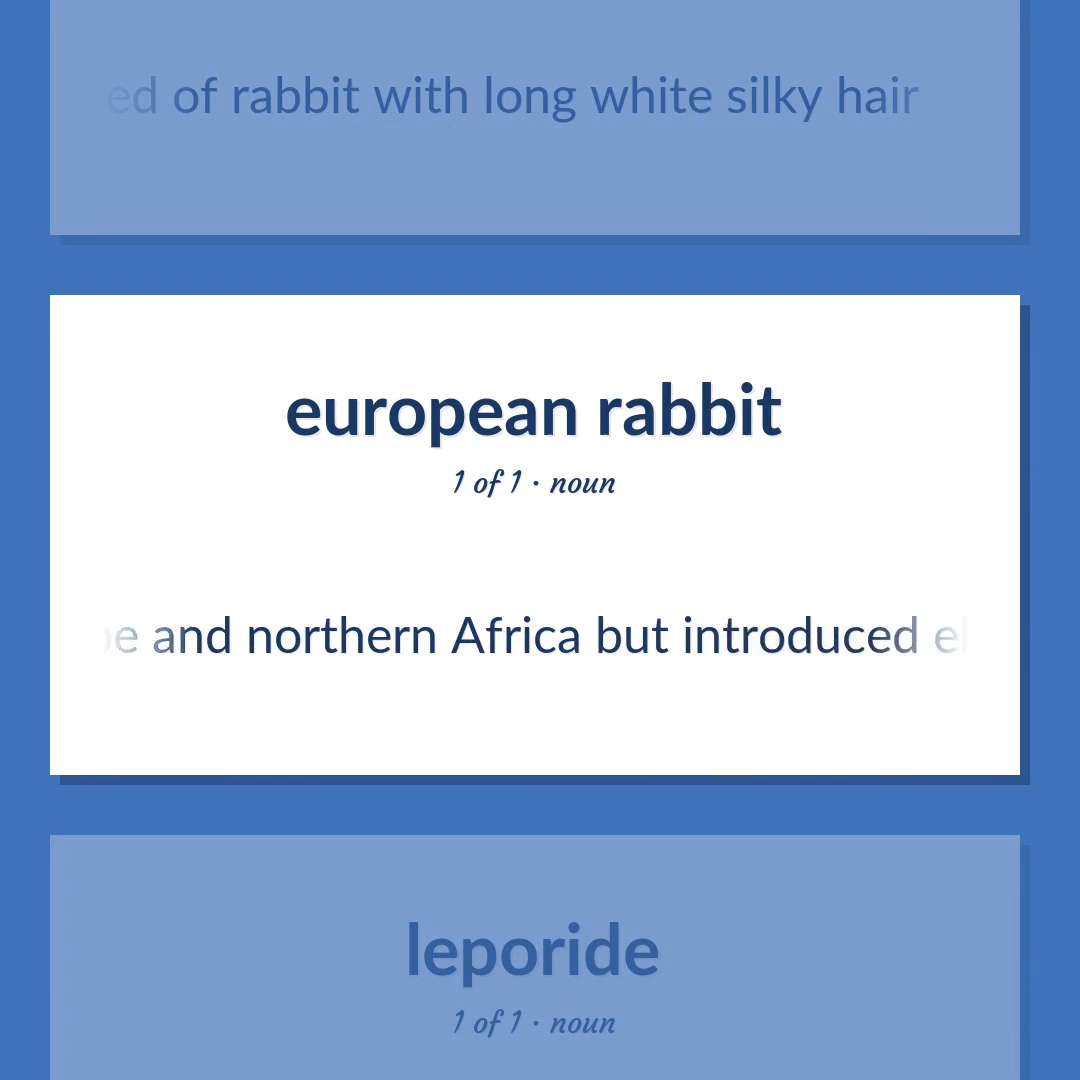 of rabbit with long white silky hair
european rabbit
1 of 1 · noun
and northern Africa but introduced
leporide
1 of 1 · noun